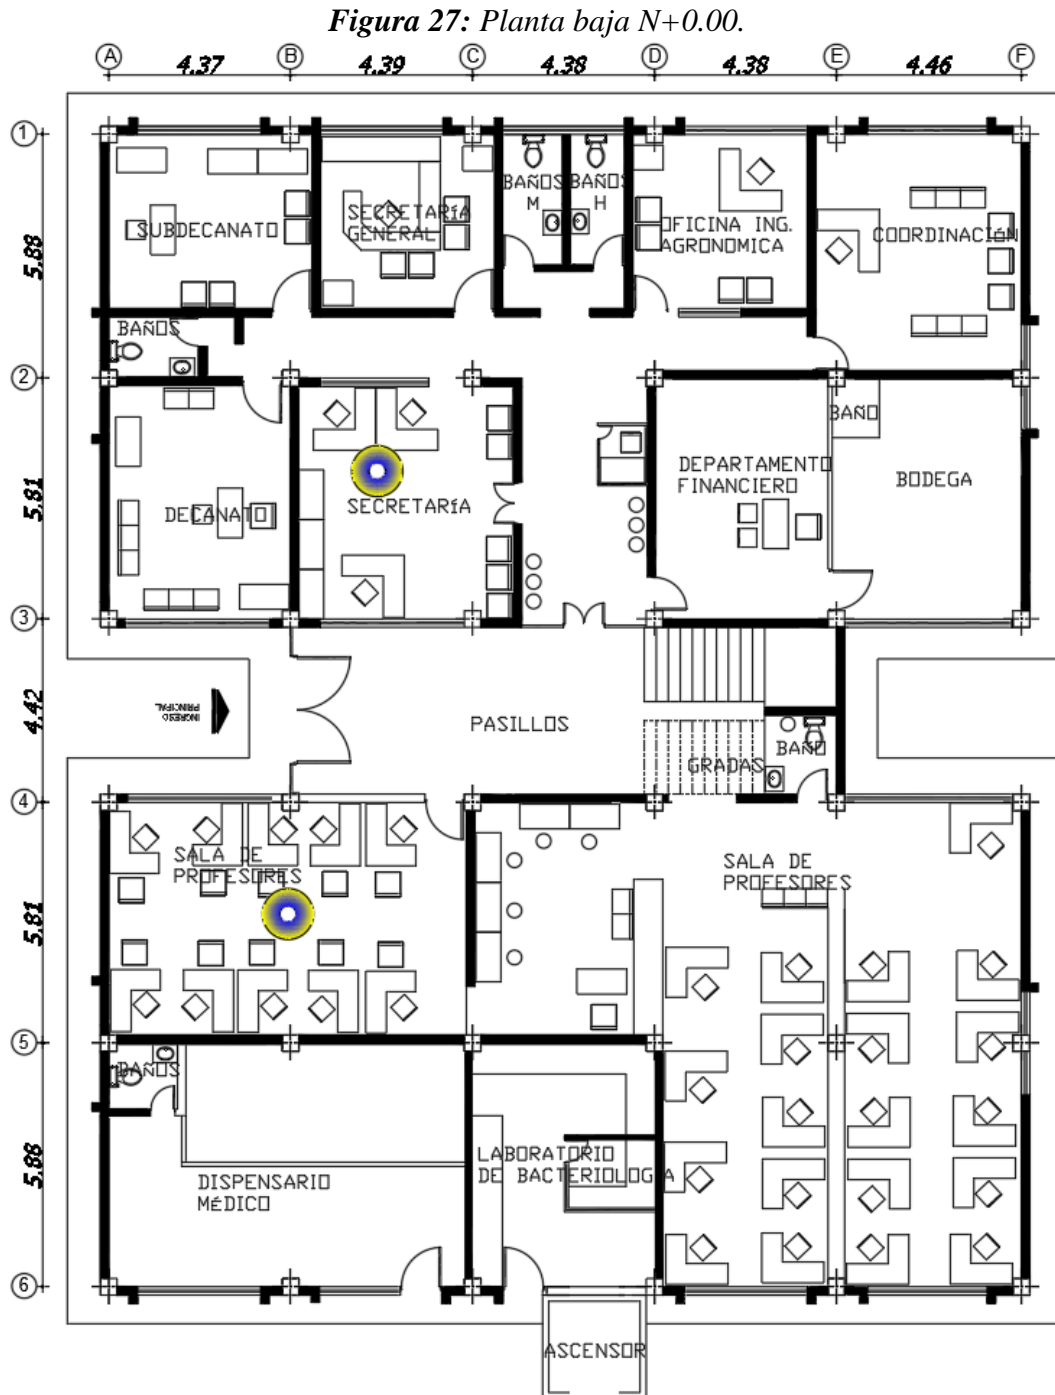 Figura 27: Planta baja N+0.00.
A B C D E F
4.37 4.39 4.38 4.38 4.46
1
BAÑOS
M
BAÑOS
H
SUBDECANATO
SECRETARíA
GENERAL
OFICINA ING.
AGRONOMICA
COORDINACIÓN
5.88
BAÑOS
2
BAÑO
DEPARTAMENTO
FINANCIERO
BODEGA
5.81
DECANATO
SECRETARíA
3
4.42
INGRESO
PRINCIPAL
PASILLOS
GRADAS
BAÑO
4
SALA DE
PROFESORES
SALA DE
PROFESORES
5.81
5
BAÑOS
LABORATORIO
DE BACTERIOLOGIA
5.88
DISPENSARIO
MÉDICO
6
ASCENSOR